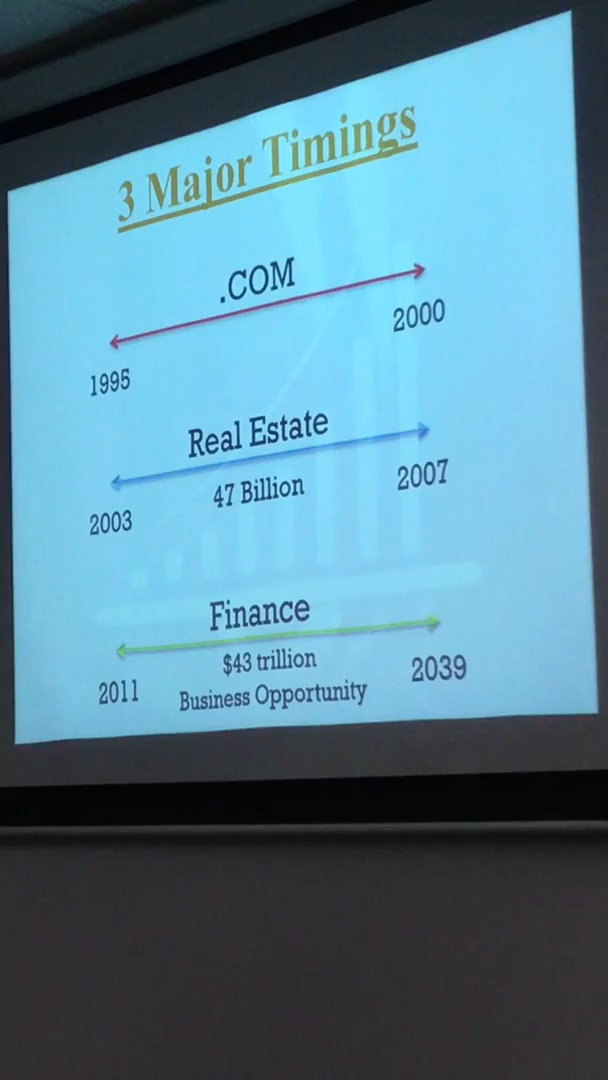 3 Major Timings
.COM
1995
2000
Real Estate
47 Billion
2003
2007
Finance
$43 trillion
Business Opportunity
2011
2039